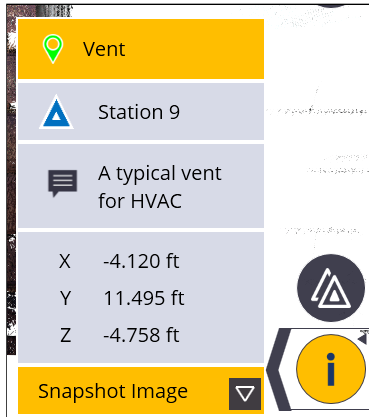 Vent
Station 9
A typical vent
for HVAC
X -4.120 ft
Y 11.495 ft
Z -4.758 ft
i
Snapshot Image